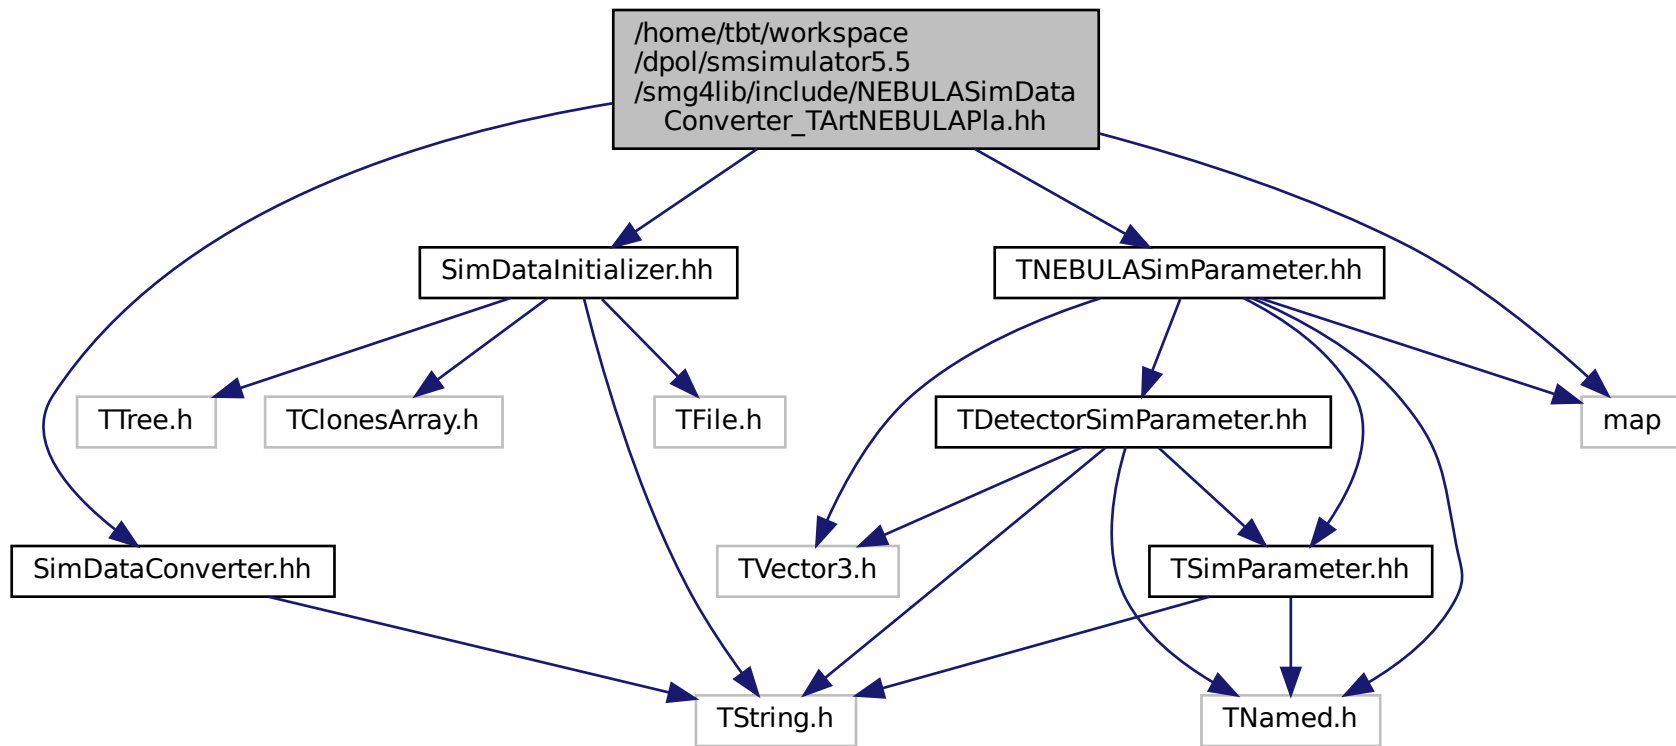 /home/tbt/workspace
/dpol/smsimulator5.5
/smg4lib/include/NEBULASimData
Converter_TArtNEBULAPla.hh
SimDataInitializer.hh
TNEBULASimParameter.hh
TTree.h
TClonesArray.h
TFile.h
TDetectorSimParameter.hh
map
SimDataConverter.hh
TVector3.h
TSimParameter.hh
TString.h
TNamed.h